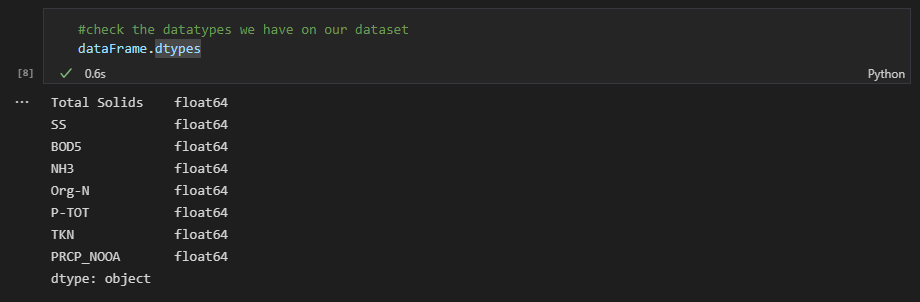 #check the datatypes we have on our dataset
dataFrame.dtypes
[8] 0.6s Python
... Total Solids float64
SS float64
BOD5 float64
NH3 float64
Org-N float64
P-TOT float64
TKN float64
PRCP_NOOA float64
dtype: object